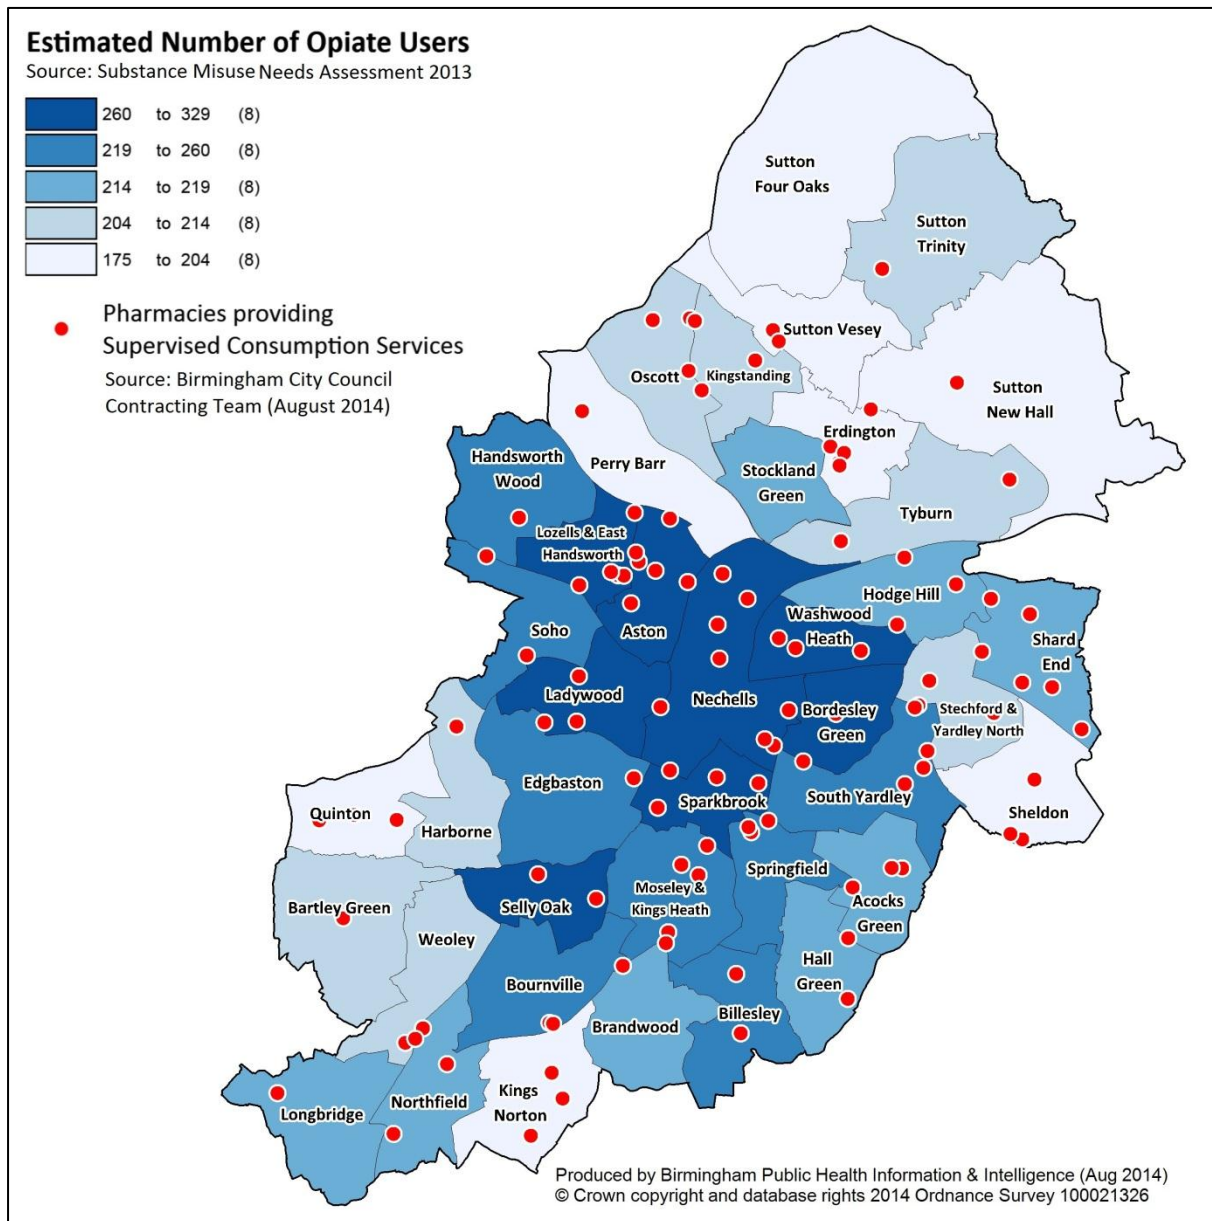 Estimated Number of Opiate Users
Source: Substance Misuse Needs Assessment 2013
260 to 329 (8)
219 to 260 (8)
214 to 219 (8)
204 to 214 (8)
175 to 204 (8)
Pharmacies providing
Supervised Consumption Services
Source: Birmingham City Council
Contracting Team (August 2014)
Sutton
Four Oaks
Sutton
Trinity
Sutton Vesey
Oscott
Kingstanding
Sutton
New Hall
Erdington
Handsworth
Wood
Perry Barr
Stockland
Green
Tyburn
Lozells & East
Handsworth
Hodge Hill
Washwood
Heath
Soho
Aston
Shard
End
Ladywood
Nechells
Bordesley
Green
Stechford &
Yardley North
Edgbaston
South Yardley
Sparkbrook
Quinton
Harborne
Sheldon
Springfield
Moseley &
Kings Heath
Acocks
Green
Selly Oak
Bartley Green
Weoley
Hall
Green
Bournville
Billesley
Brandwood
Kings
Norton
Northfield
Longbridge
Produced by Birmingham Public Health Information & Intelligence (Aug 2014)
© Crown copyright and database rights 2014 Ordnance Survey 100021326